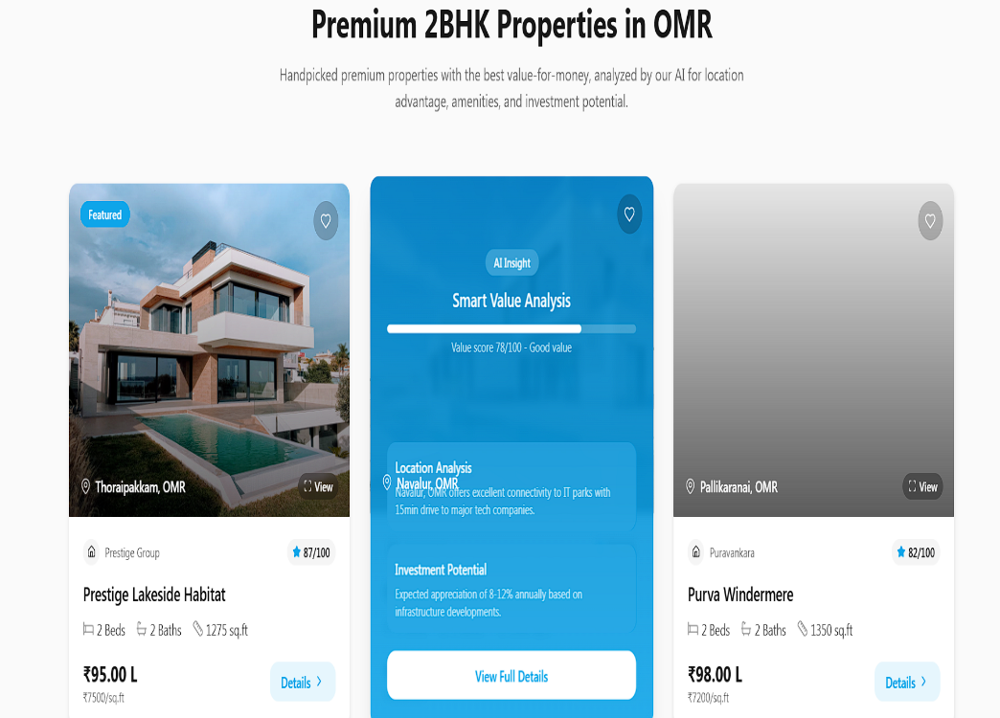 Premium 2BHK Properties in OMR
Handpicked premium properties with the best value-for-money, analyzed by our AI for location
advantage, amenities, and investment potential.
Featured
Thoraipakkam, OMR
View
Prestige Group
87/100
Prestige Lakeside Habitat
2 Beds 2 Baths 1275 sq.ft
₹95.00 L
₹7500/sq.ft
Details
AI Insight
Smart Value Analysis
Value score 78/100 - Good value
Location Analysis
Navalur, OMR
Navalur, OMR offers excellent connectivity to IT parks with
15min drive to major tech companies.
Investment Potential
Expected appreciation of 8-12% annually based on
infrastructure developments.
View Full Details
Pallikaranai, OMR
View
Puravankara
82/100
Purva Windermere
2 Beds 2 Baths 1350 sq.ft
₹98.00 L
₹7200/sq.ft
Details